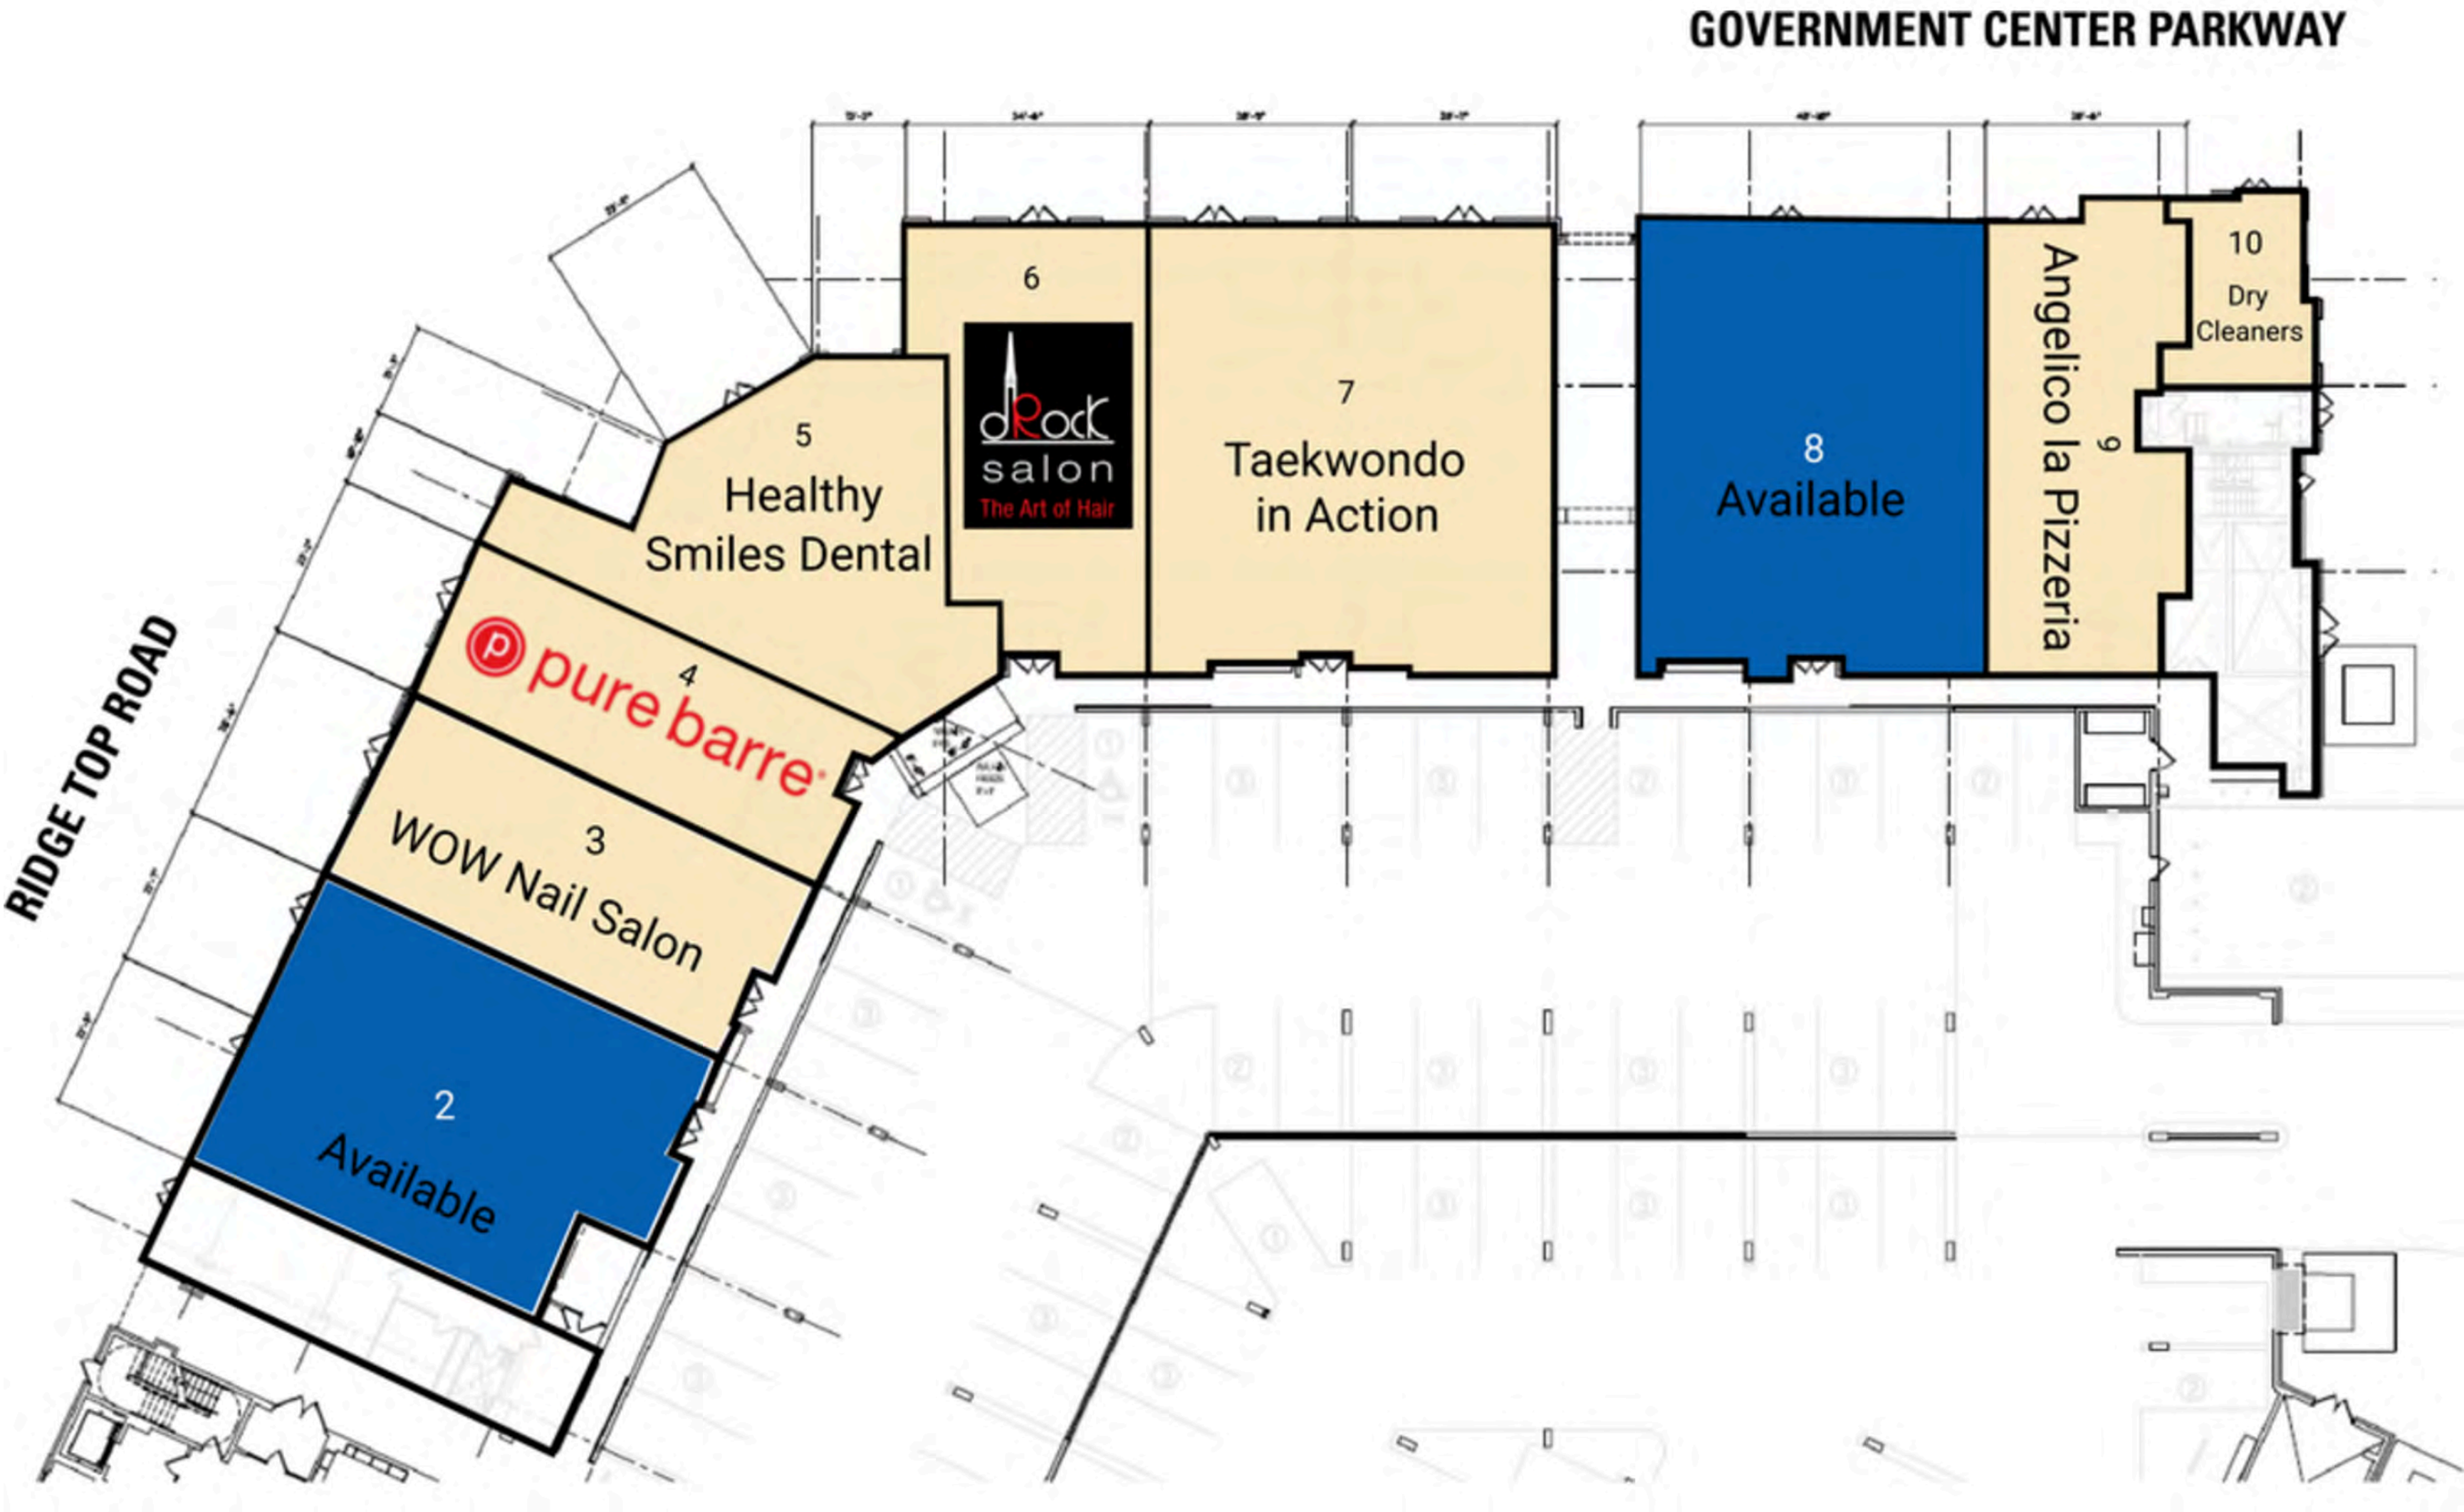 GOVERNMENT CENTER PARKWAY
RIDGE TOP ROAD
6
dRock
salon
The Art of Hair
7
Taekwondo
in Action
8
Available
9
Angelico la Pizzeria
10
Dry
Cleaners
5
Healthy
Smiles Dental
4
p pure barre
3
WOW Nail Salon
2
Available